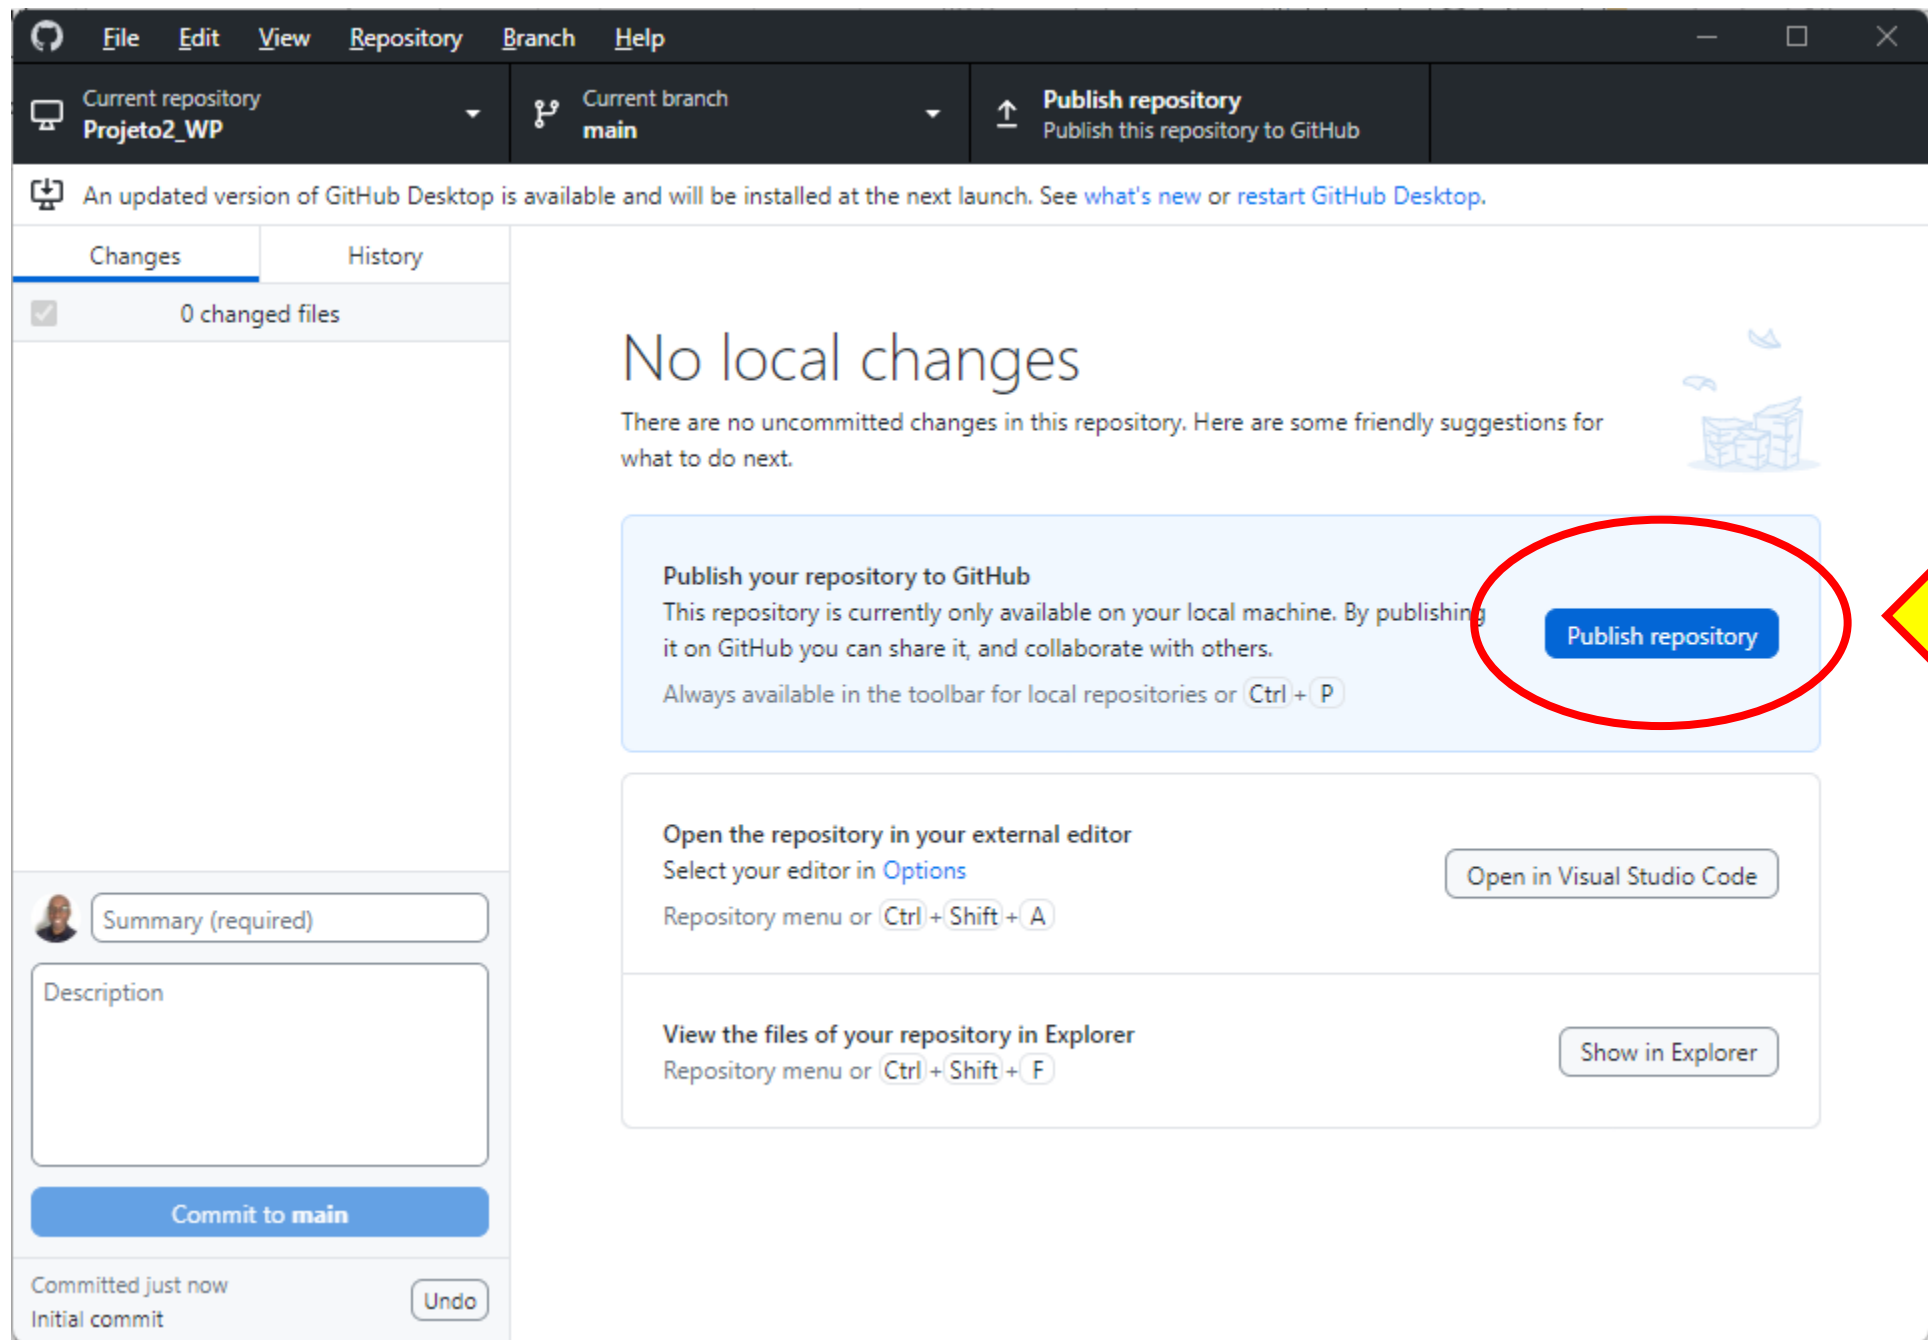 File Edit View Repository Branch Help
Current repository
Projeto2_WP
Current branch
main
Publish repository
Publish this repository to GitHub
An updated version of GitHub Desktop is available and will be installed at the next launch. See what's new or restart GitHub Desktop.
Changes
History
0 changed files
No local changes
There are no uncommitted changes in this repository. Here are some friendly suggestions for
what to do next.
Publish your repository to GitHub
This repository is currently only available on your local machine. By publishing
it on GitHub you can share it, and collaborate with others.
Always available in the toolbar for local repositories or Ctrl + P
Publish repository
Open the repository in your external editor
Select your editor in Options
Repository menu or Ctrl + Shift + A
Open in Visual Studio Code
View the files of your repository in Explorer
Repository menu or Ctrl + Shift + F
Show in Explorer
Summary (required)
Description
Commit to main
Committed just now
Initial commit
Undo